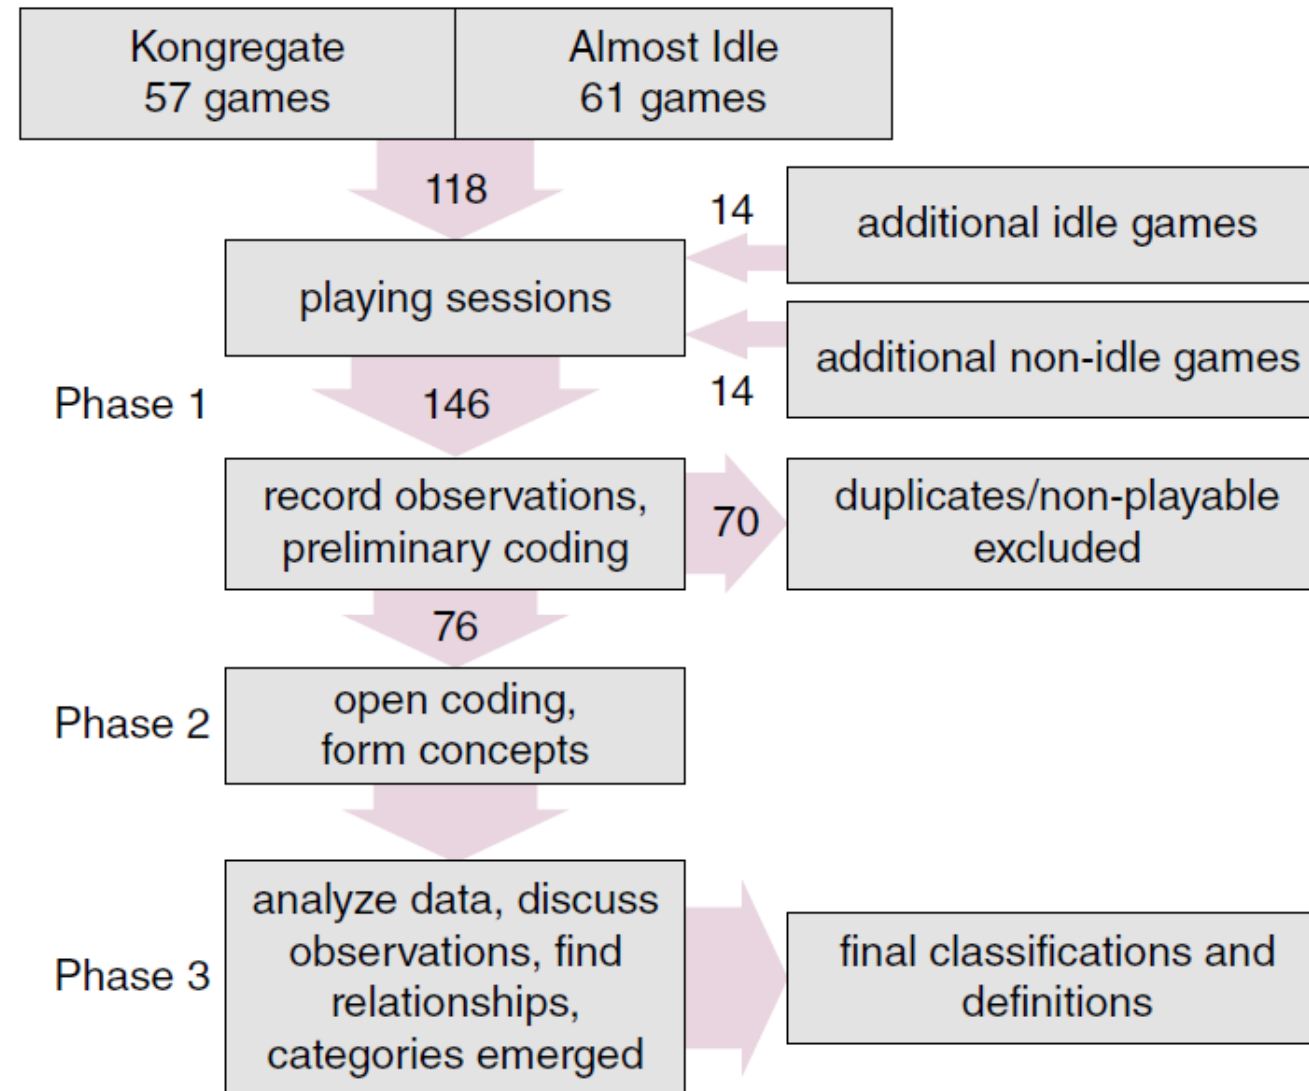 Kongregate
57 games
Almost Idle
61 games
118
14
additional idle games
playing sessions
additional non-idle games
14
Phase 1
146
record observations,
preliminary coding
70
duplicates/non-playable
excluded
76
Phase 2
open coding,
form concepts
Phase 3
analyze data, discuss
observations, find
relationships,
categories emerged
final classifications and
definitions